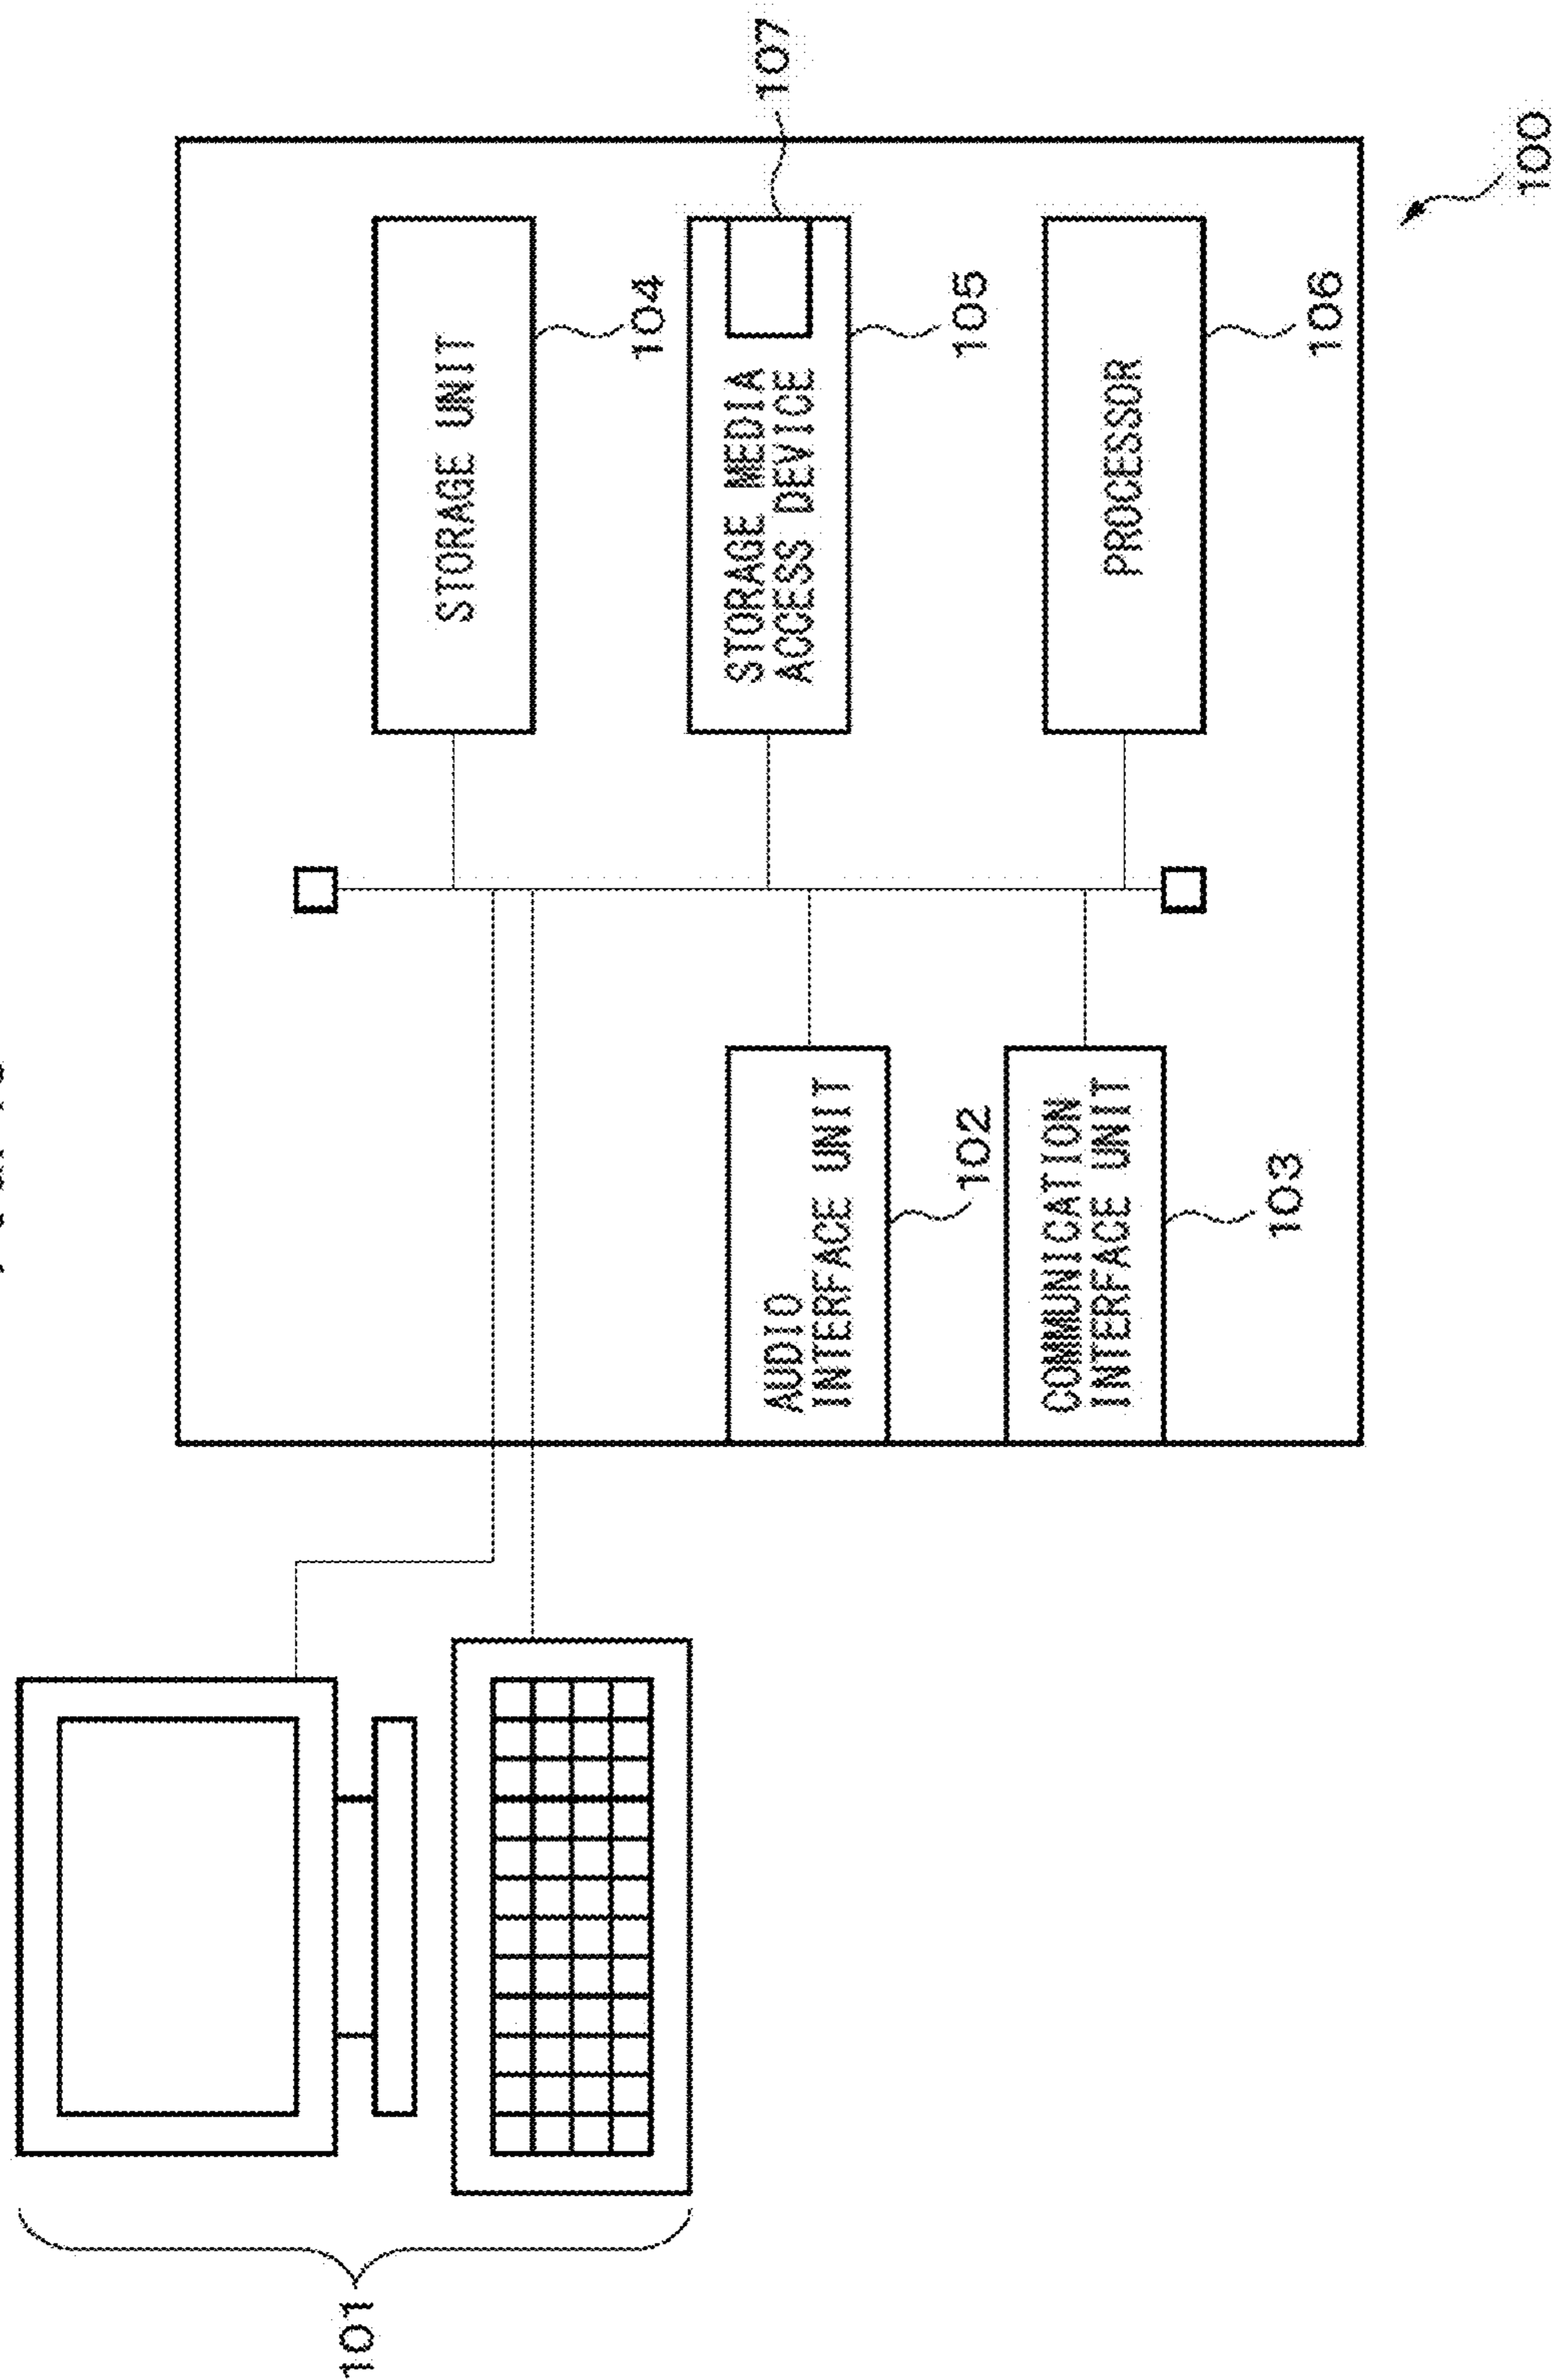 101
AUDIO
INTERFACE UNIT
102
COMMUNICATION
INTERFACE UNIT
103
STORAGE UNIT
104
STORAGE MEDIA
ACCESS DEVICE
105
107
PROCESSOR
106
100